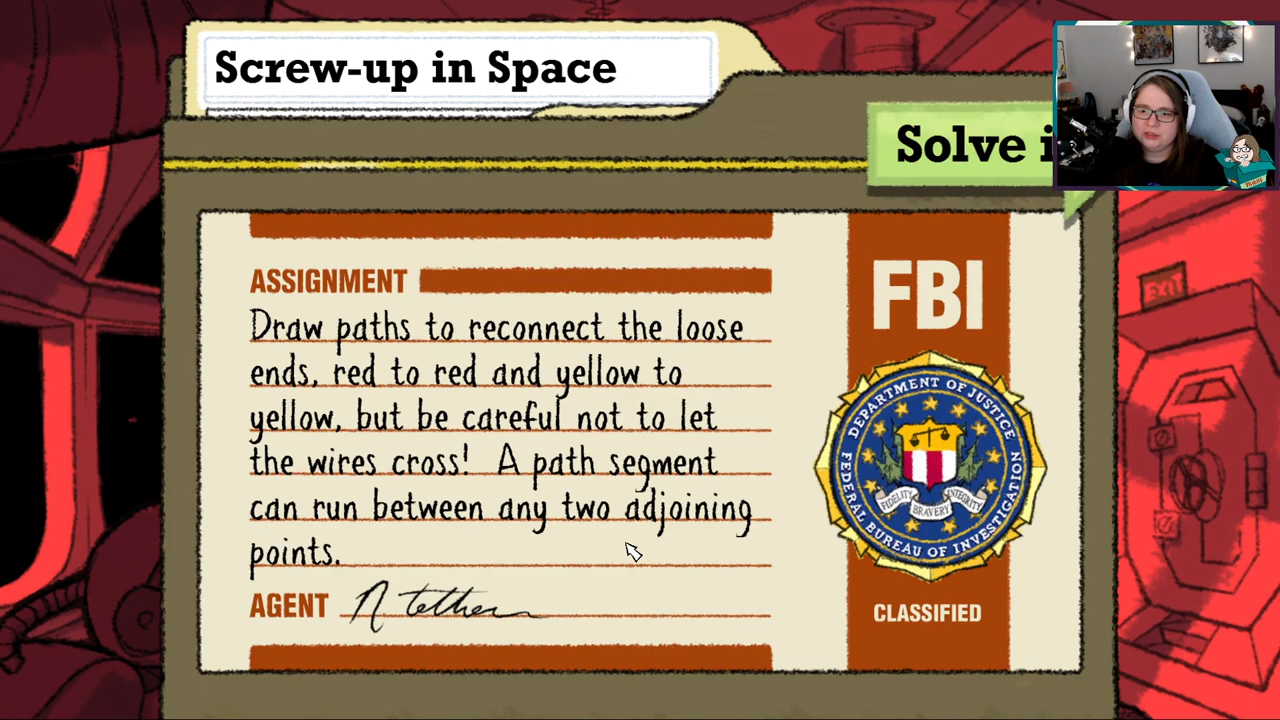 Screw-up in Space
Solve i
ASSIGNMENT
Draw paths to reconnect the loose
ends, red to red and yellow to
yellow, but be careful not to let
the wires cross! A path segment
can run between any two adjoining
points.
AGENT N tether
FBI
DEPARTMENT OF JUSTICE
FIDELITY BRAVERY INTEGRITY
FEDERAL BUREAU OF INVESTIGATION
CLASSIFIED
EXIT